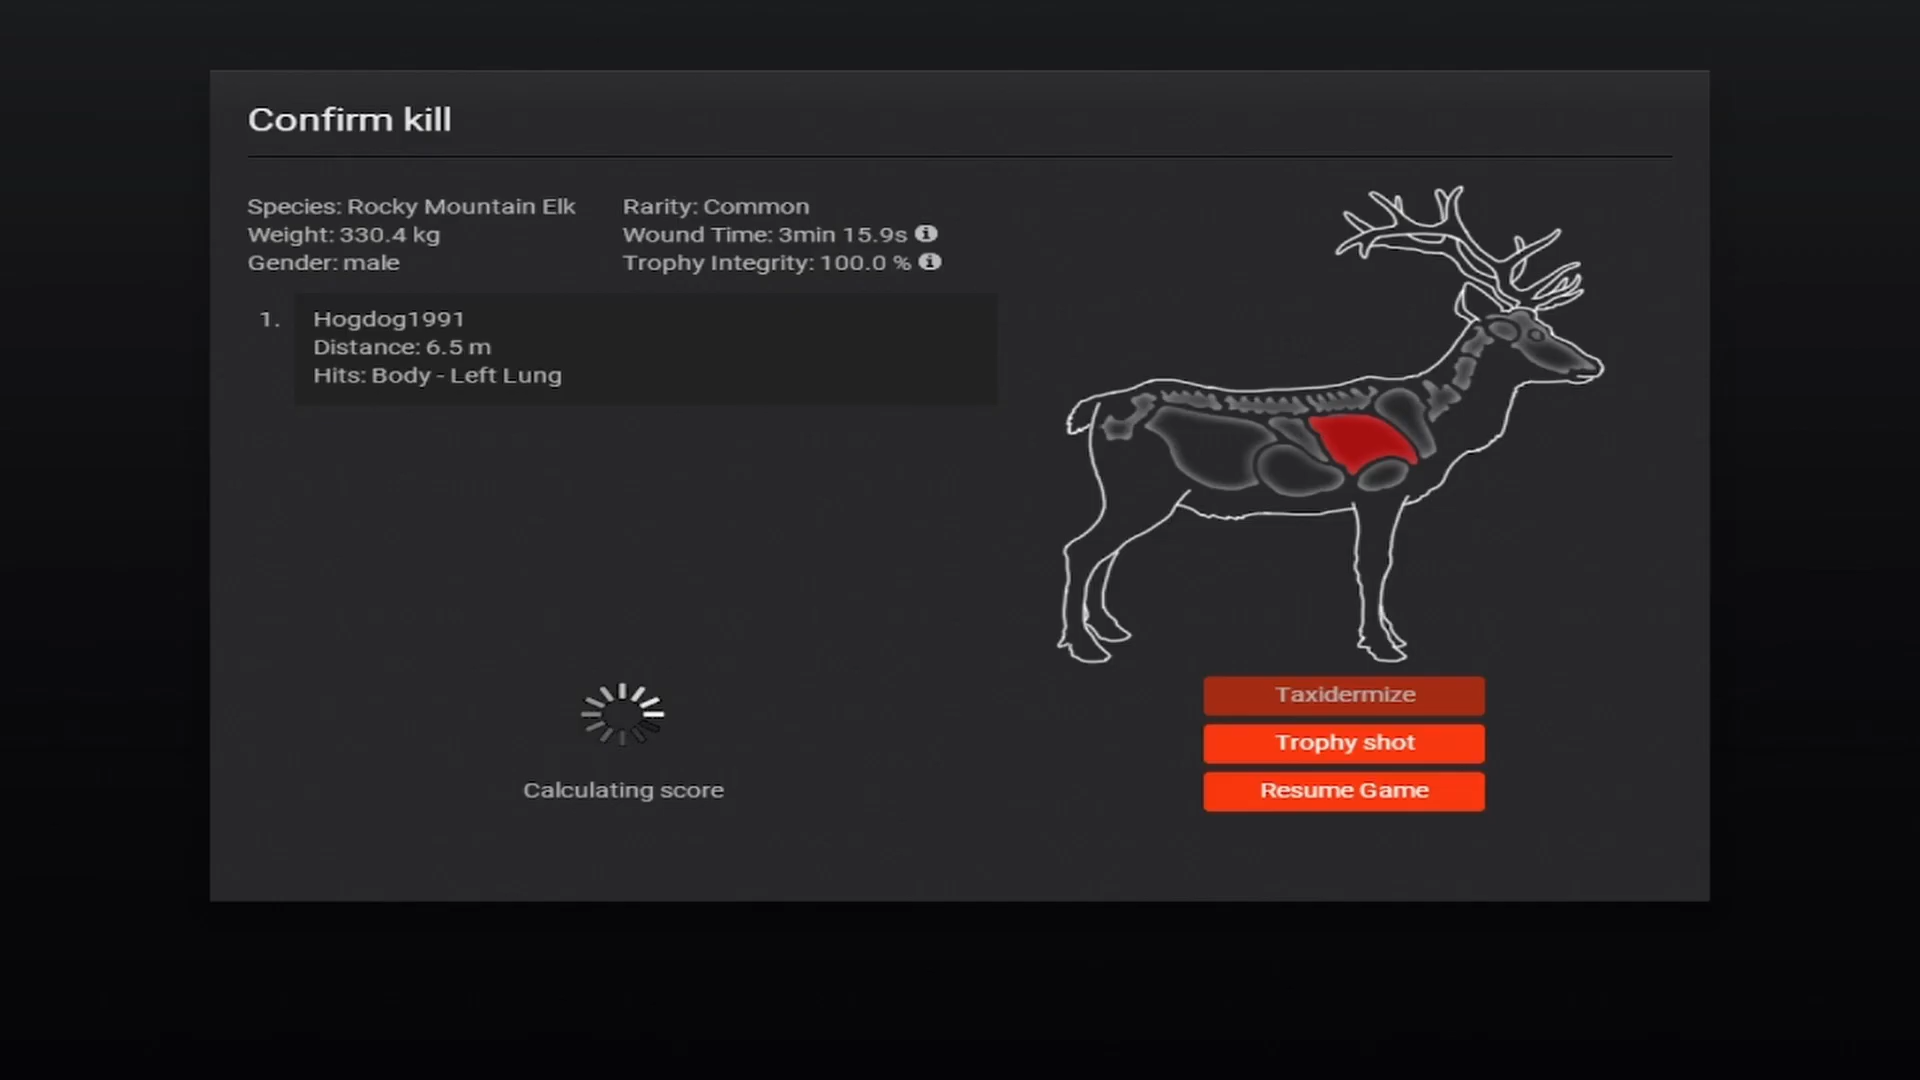 Confirm kill
Species: Rocky Mountain Elk
Weight: 330.4 kg
Gender: male
Rarity: Common
Wound Time: 3min 15.9s
Trophy Integrity: 100.0 %
1.
Hogdog1991
Distance: 6.5 m
Hits: Body - Left Lung
Calculating score
Taxidermize
Trophy shot
Resume Game